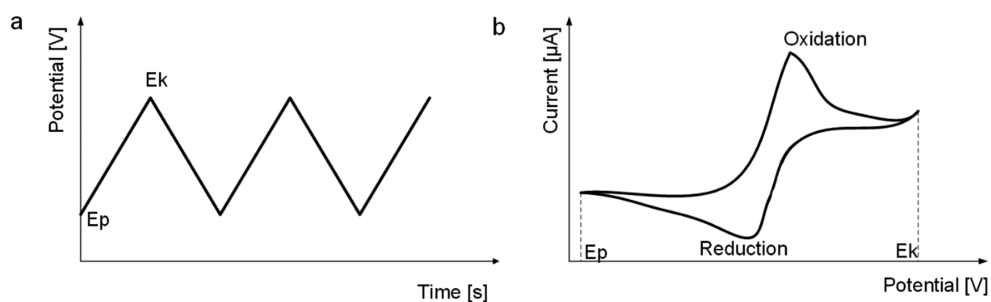 a
Potential [V]
Ek
Ep
Time [s]
b
Current [µA]
Oxidation
Reduction
Ep
Ek
Potential [V]